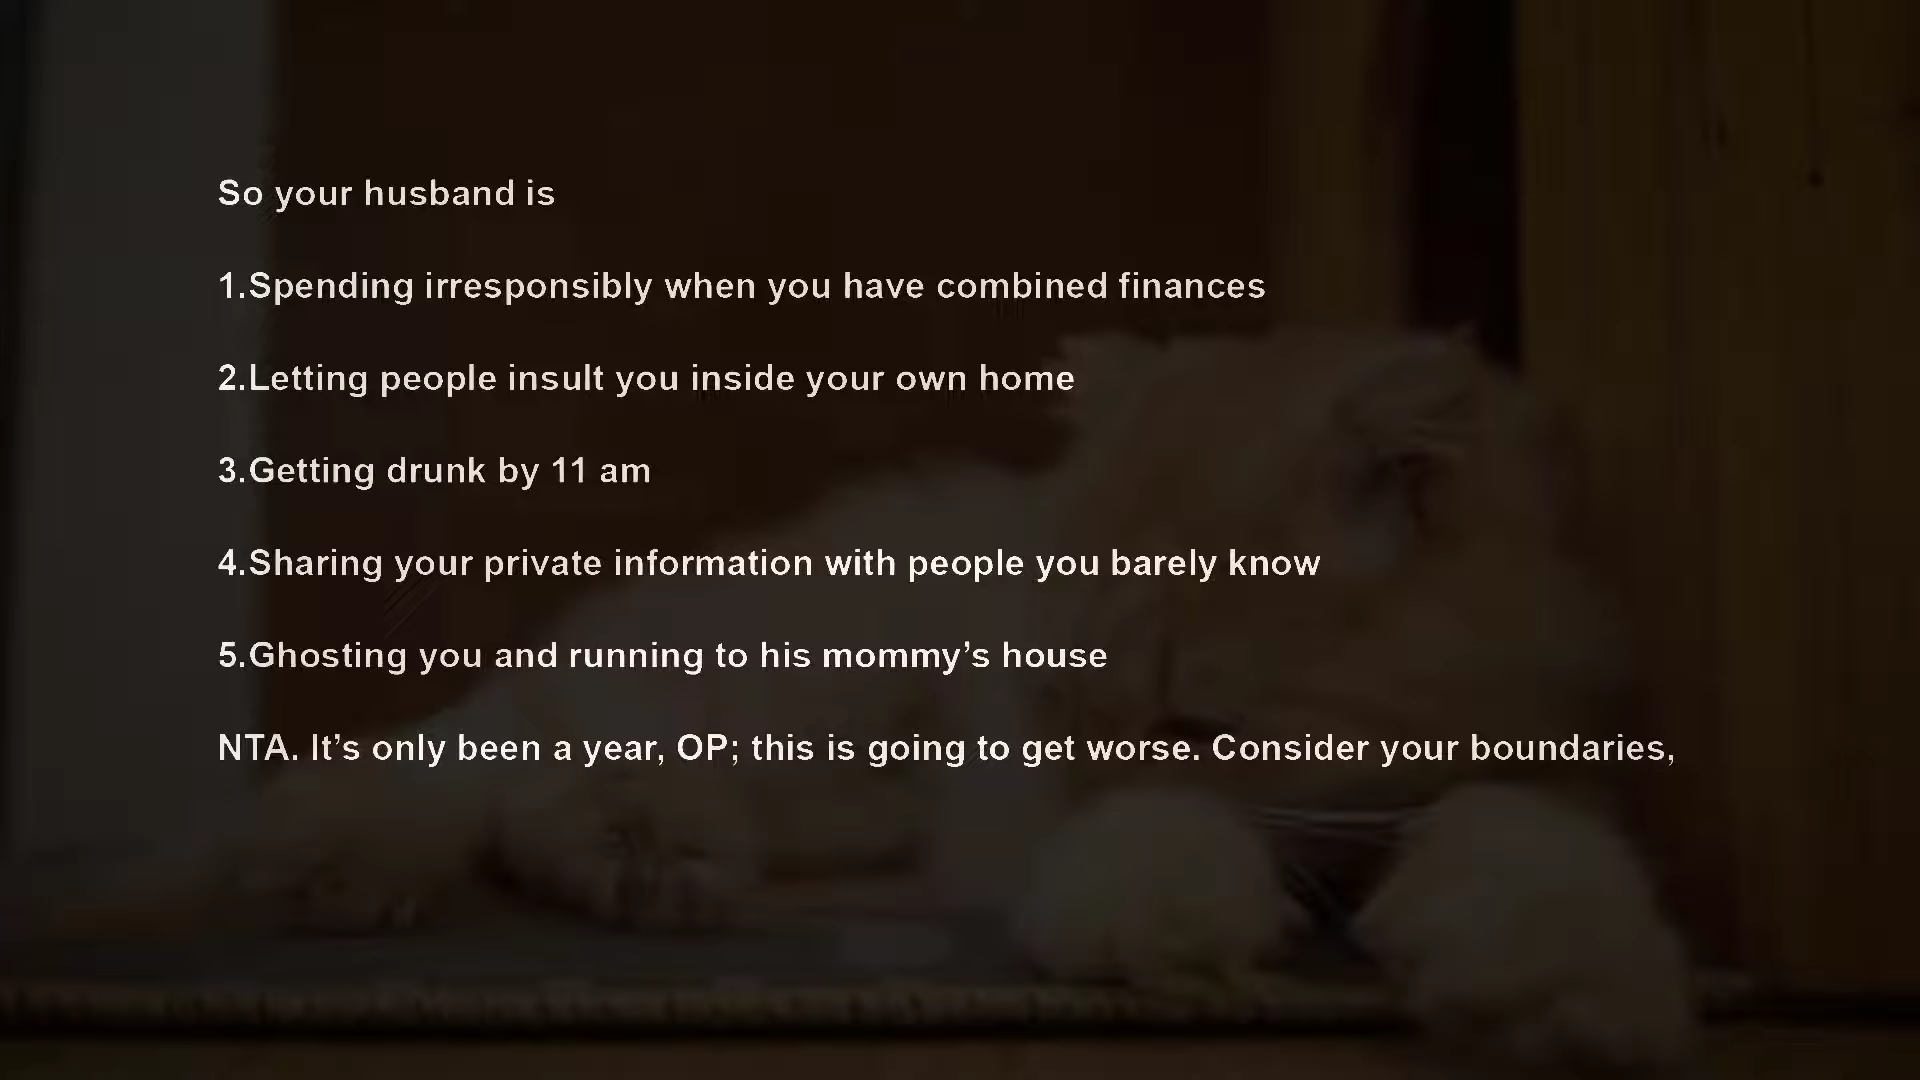 So your husband is
1.Spending irresponsibly when you have combined finances
2.Letting people insult you inside your own home
3.Getting drunk by 11 am
4.Sharing your private information with people you barely know
5.Ghosting you and running to his mommy’s house
NTA. It’s only been a year, OP; this is going to get worse. Consider your boundaries,